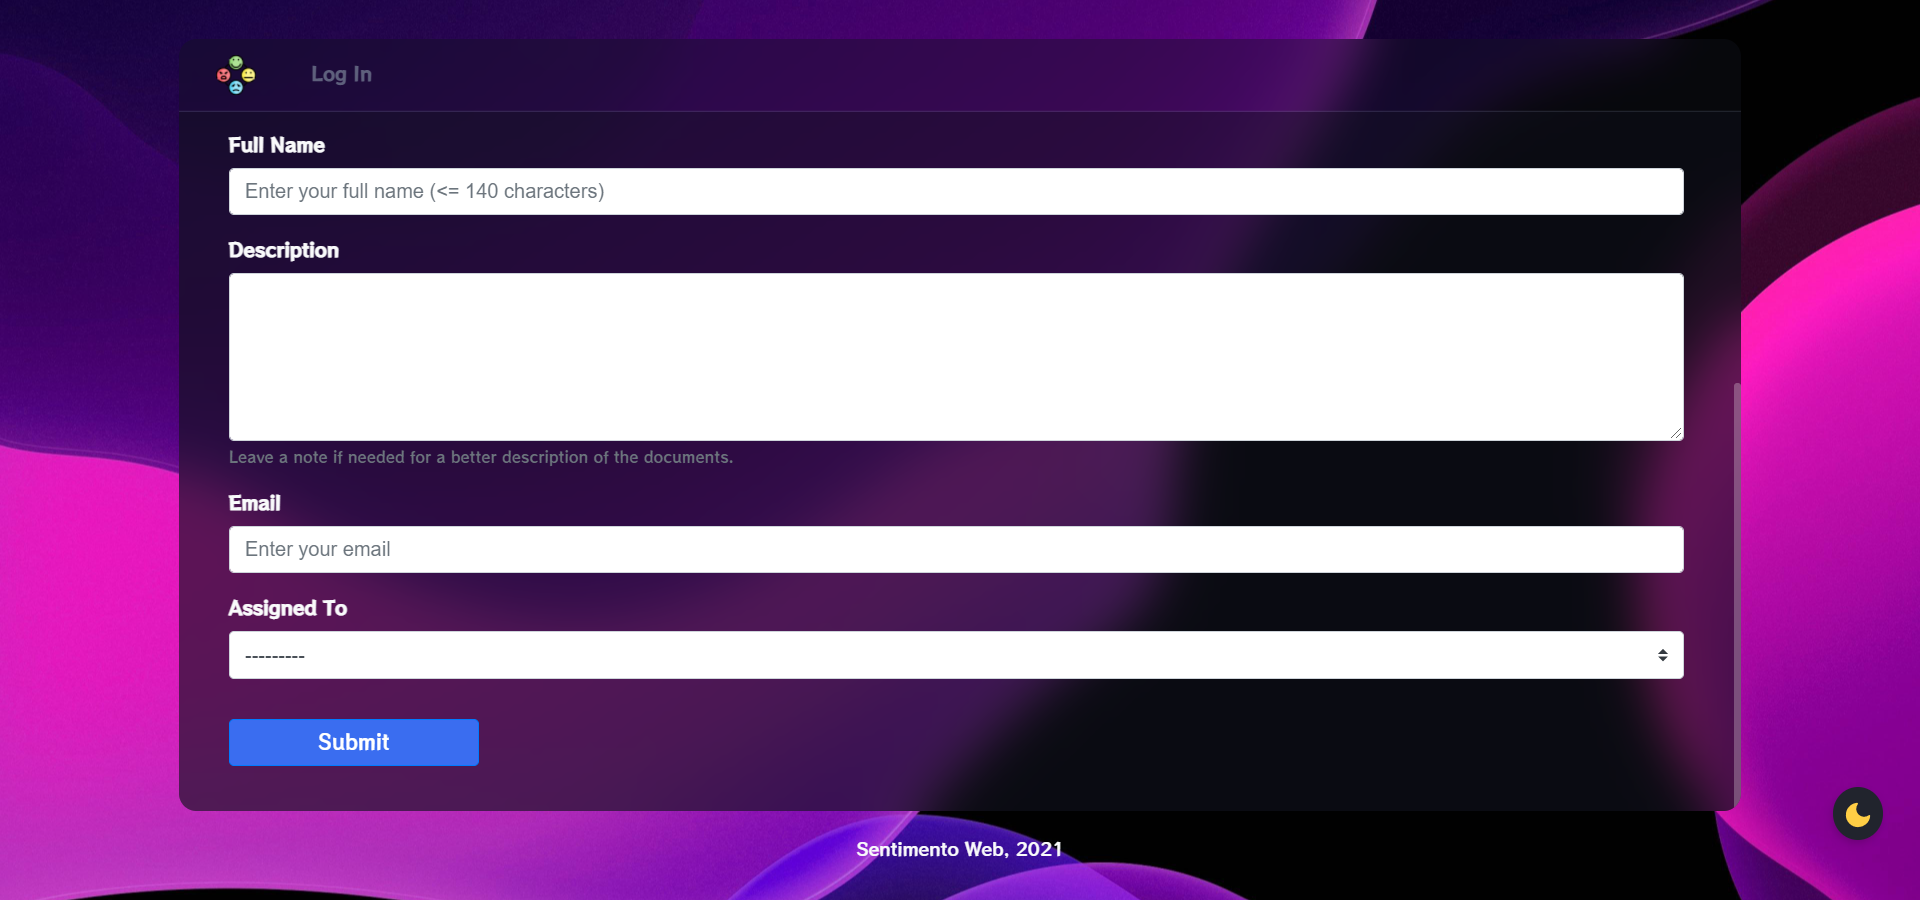 Log In
Full Name
Enter your full name (<= 140 characters)
Description
Leave a note if needed for a better description of the documents.
Email
Enter your email
Assigned To
---------
Submit
Sentimento Web, 2021